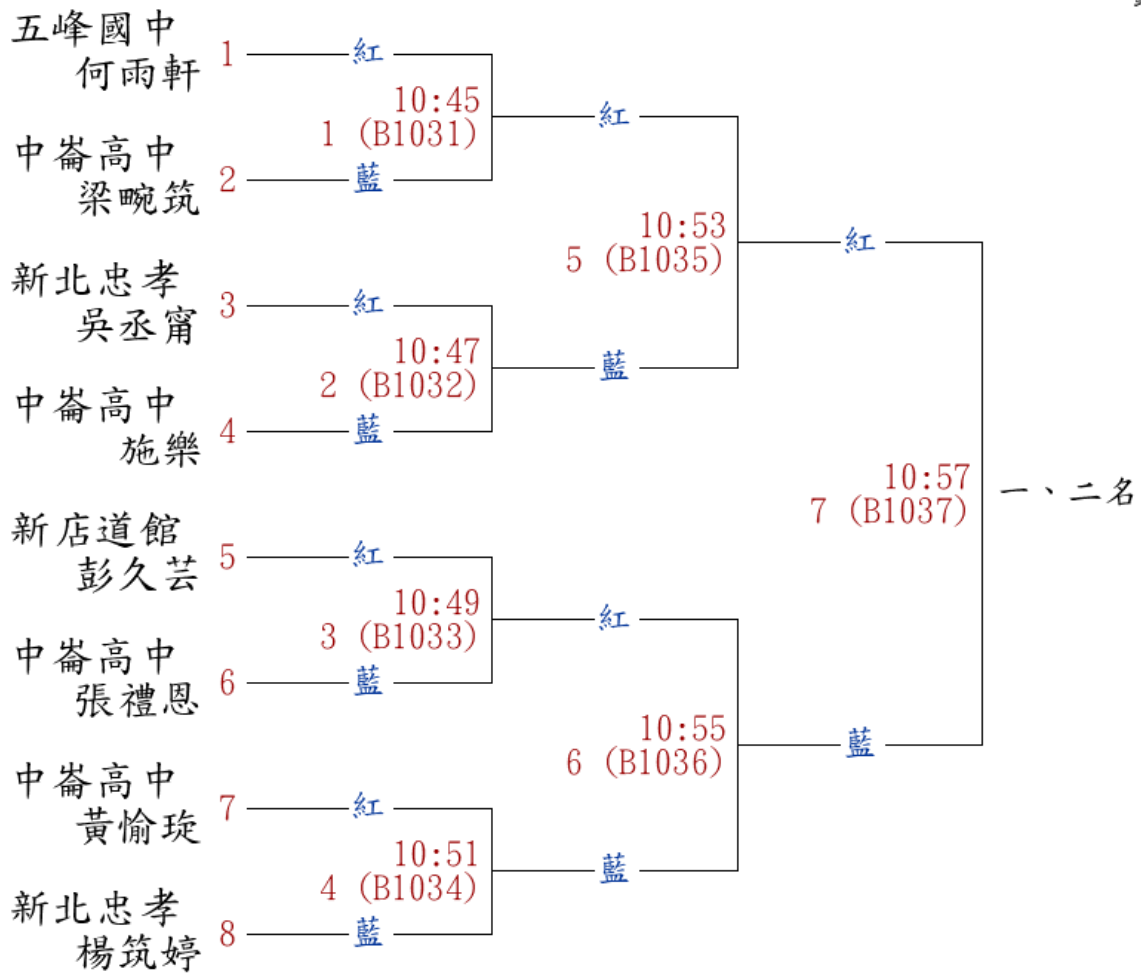 五峰國中
何雨軒
1
紅
10:45
1 (B1031)
紅
中崙高中
梁畹筑
2
藍
10:53
5 (B1035)
紅
新北忠孝
吳丞甯
3
紅
10:47
2 (B1032)
藍
中崙高中
施樂
4
藍
10:57
7 (B1037)
一、二名
新店道館
彭久芸
5
紅
10:49
3 (B1033)
紅
中崙高中
張禮恩
6
藍
10:55
6 (B1036)
藍
中崙高中
黃愉琁
7
紅
10:51
4 (B1034)
藍
新北忠孝
楊筑婷
8
藍